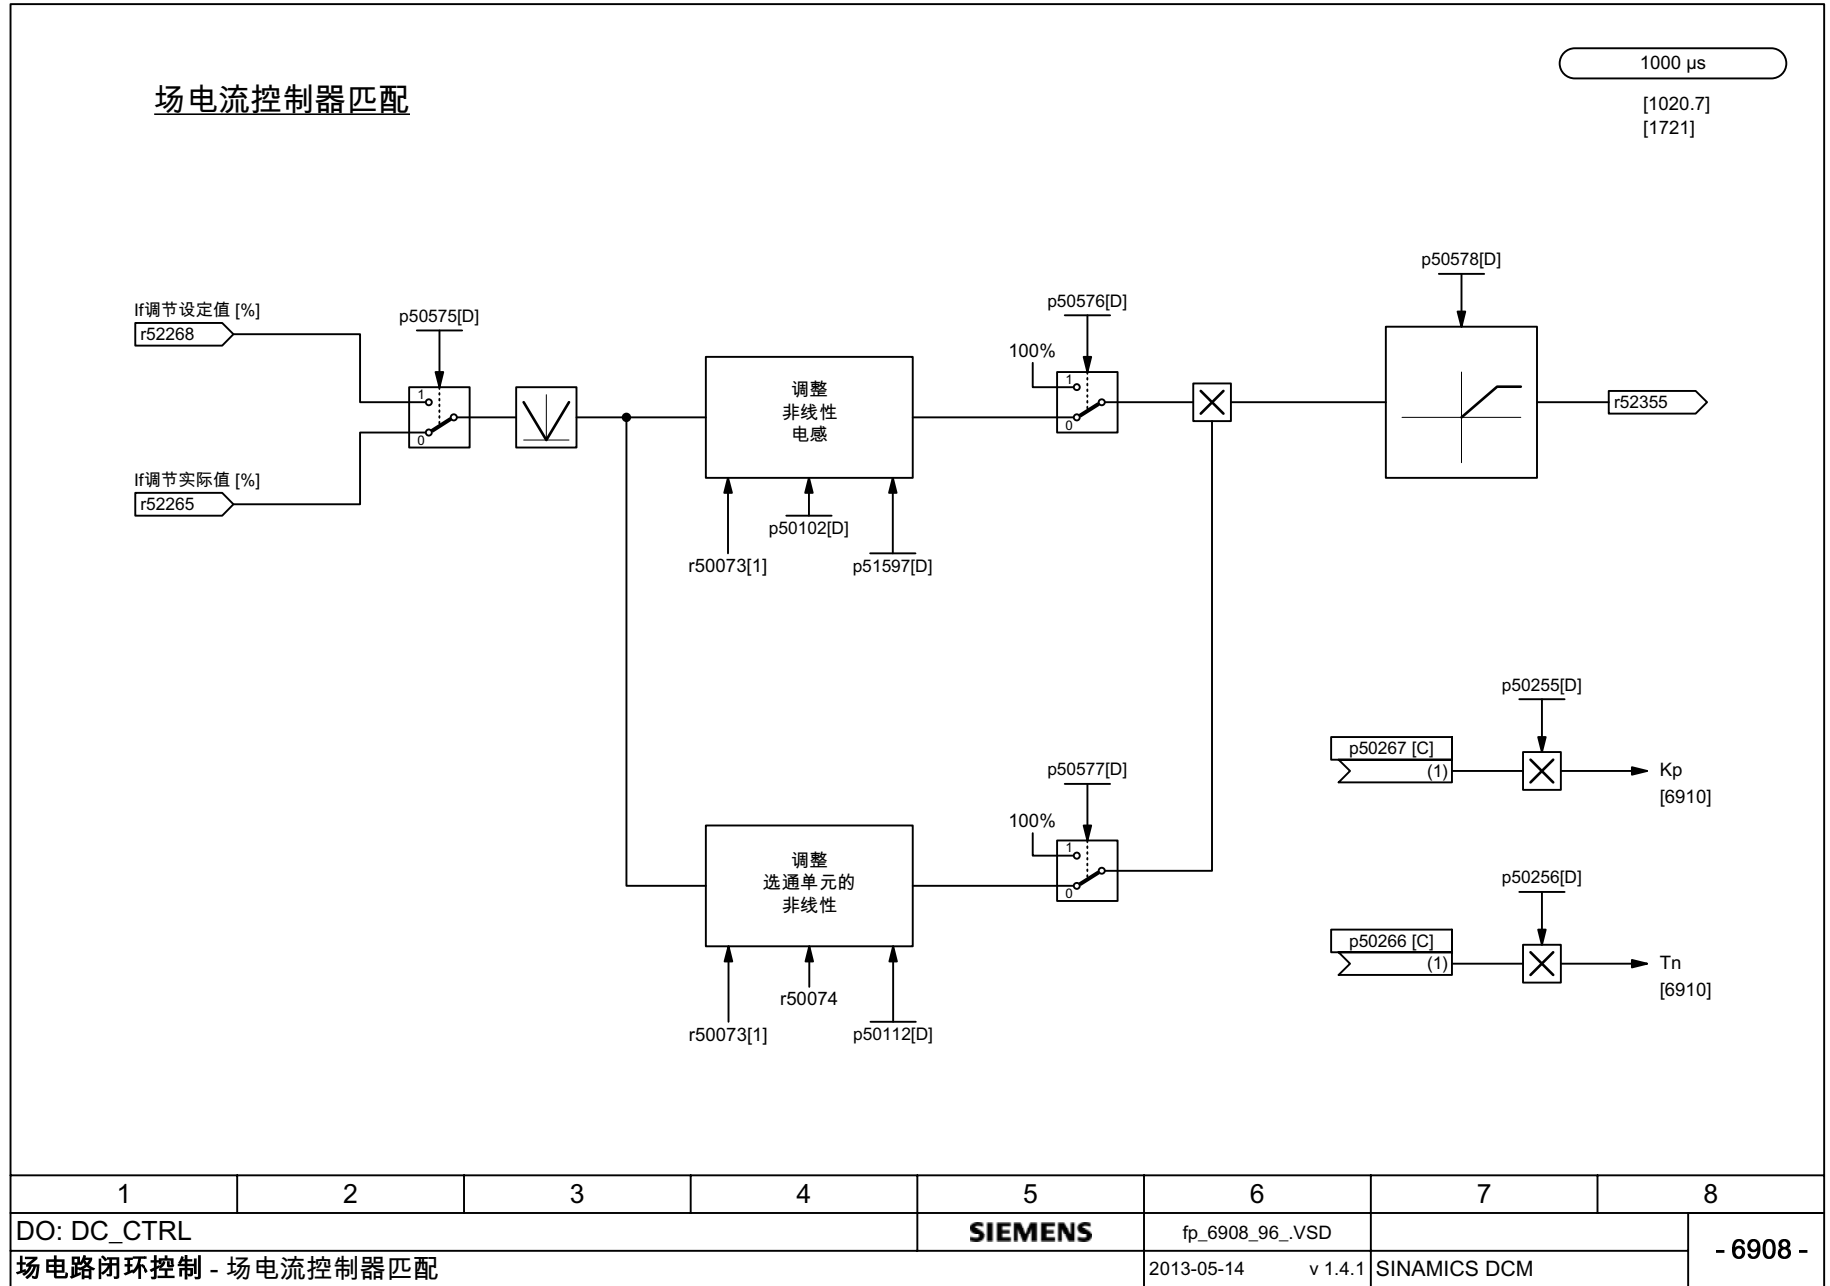 1000 µs
场电流控制器匹配
[1020.7]
[1721]
p50578[D]
If调节设定值 [%]
r52268
p50575[D]
p50576[D]
100%
1
0
调整
非线性
电感
1
0
r52355
If调节实际值 [%]
r52265
p50102[D]
r50073[1]
p51597[D]
p50255[D]
p50267 [C]
(1)
Kp
[6910]
p50577[D]
100%
1
0
调整
选通单元的
非线性
p50256[D]
p50266 [C]
(1)
Tn
[6910]
r50074
r50073[1]
p50112[D]
1 2 3 4 5 6 7 8
DO: DC_CTRL
SIEMENS
fp_6908_96_.VSD
- 6908 -
场电路闭环控制 - 场电流控制器匹配
2013-05-14 v 1.4.1 SINAMICS DCM